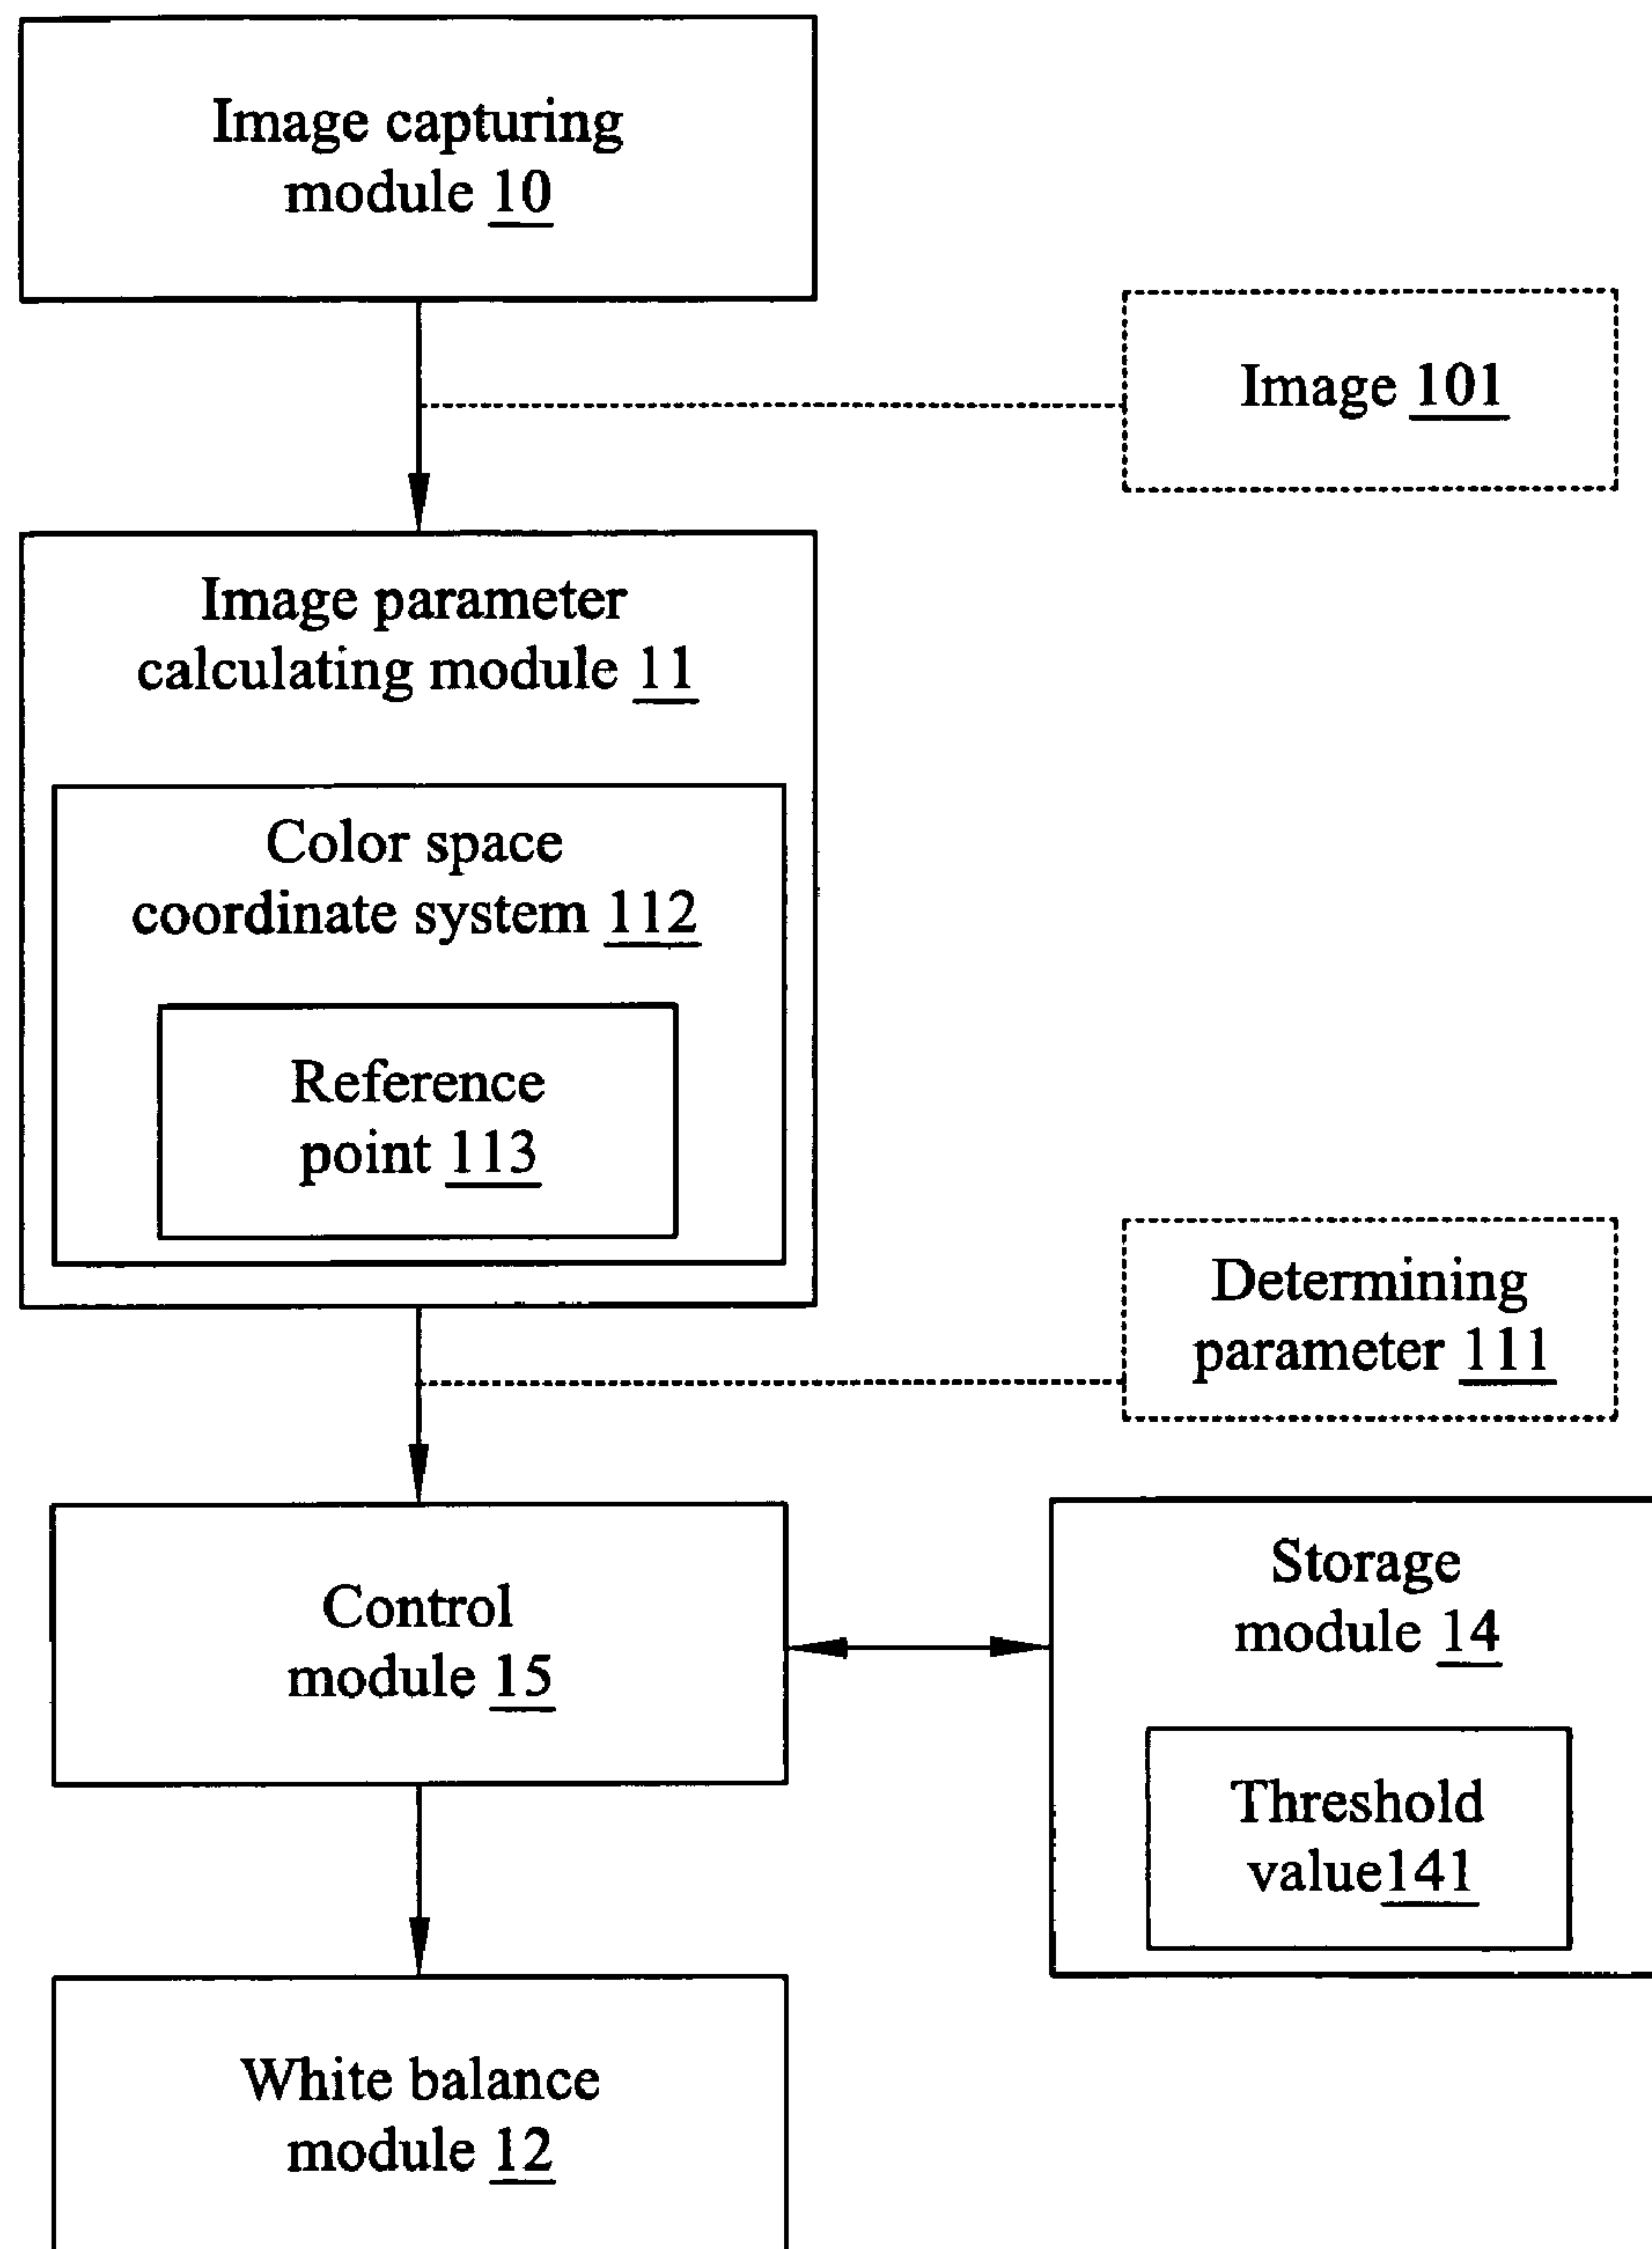 Image capturing
module 10
Image 101
Image parameter
calculating module 11
Color space
coordinate system 112
Reference
point 113
Determining
parameter 111
Control
module 15
Storage
module 14
Threshold
value141
White balance
module 12